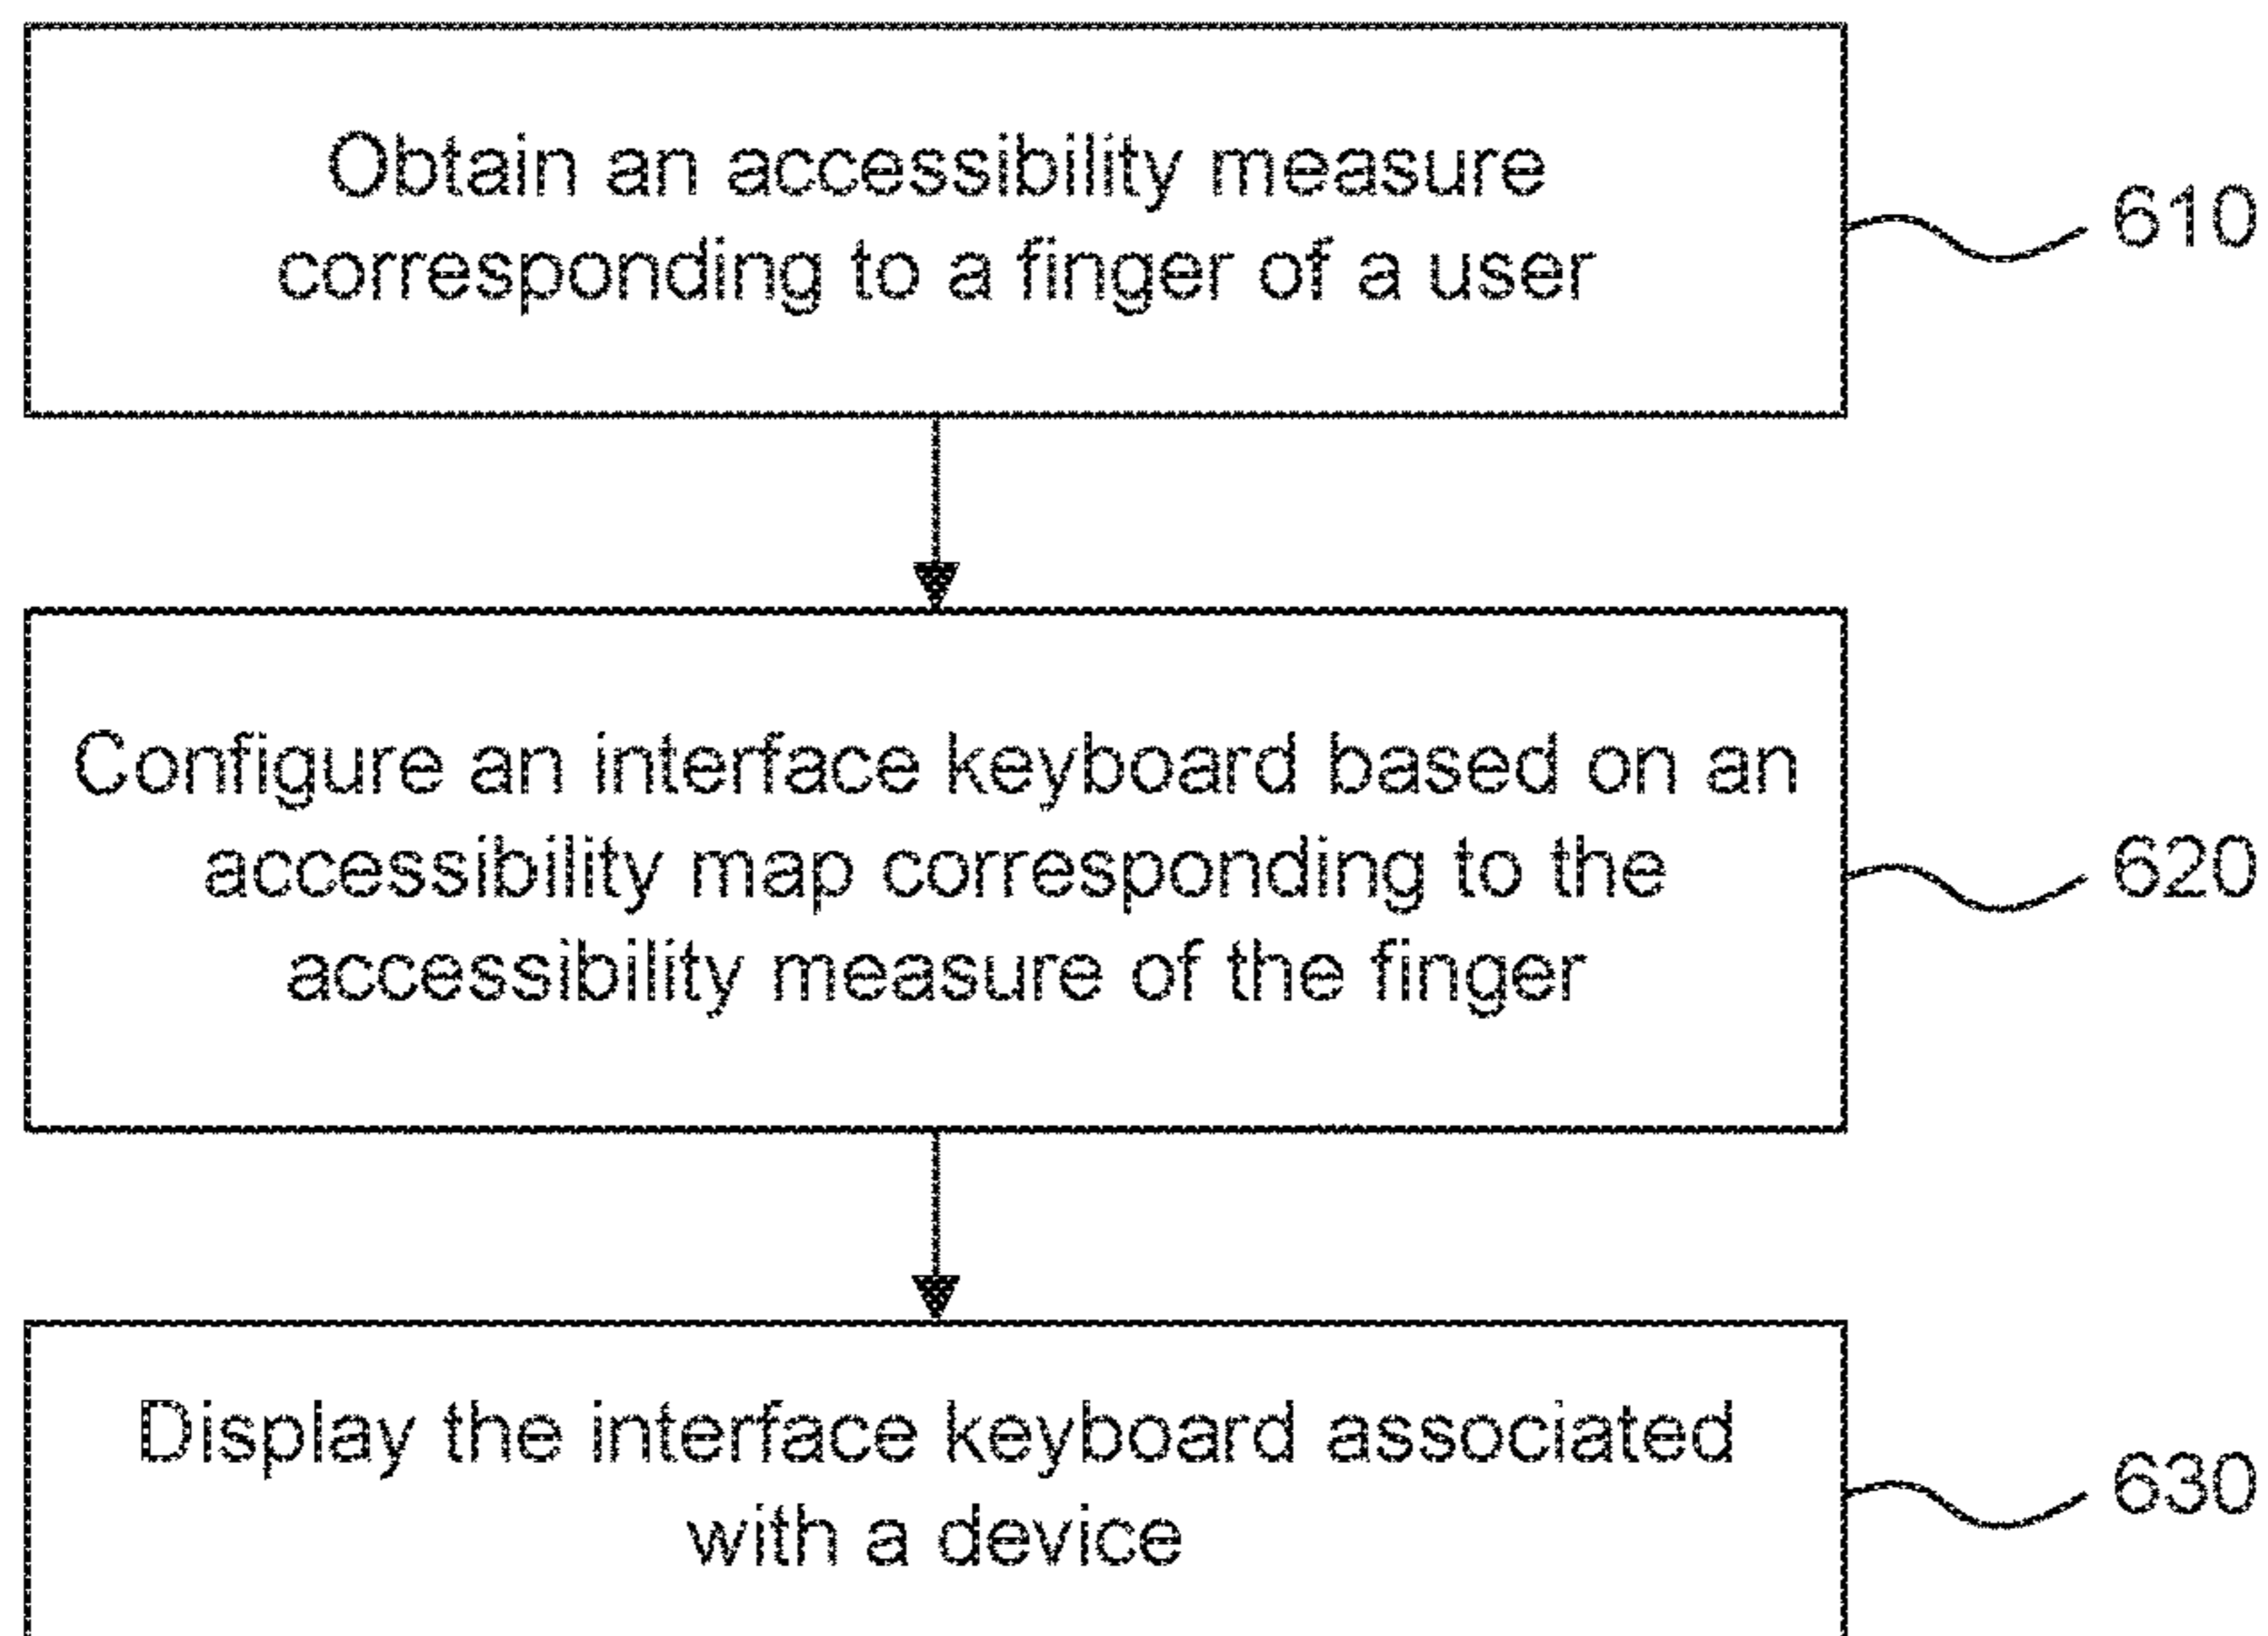 Obtain an accessibility measure
corresponding to a finger of a user
610
Configure an interface keyboard based on an
accessibility map corresponding to the
accessibility measure of the finger
620
Display the interface keyboard associated
with a device
630